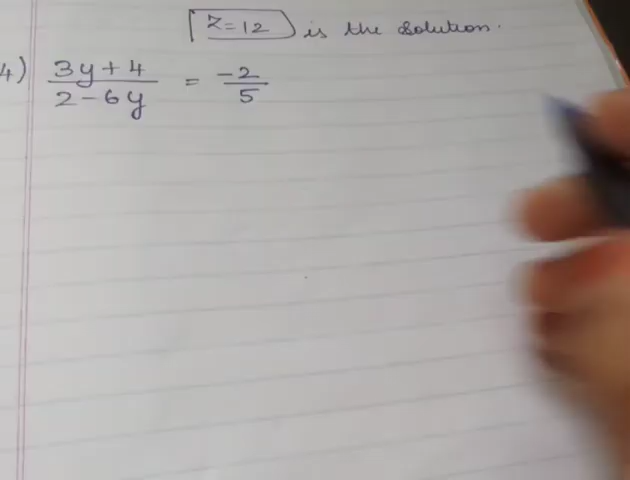 z=12 is the solution.
4) 3y+4 / 2-6y = -2 / 5